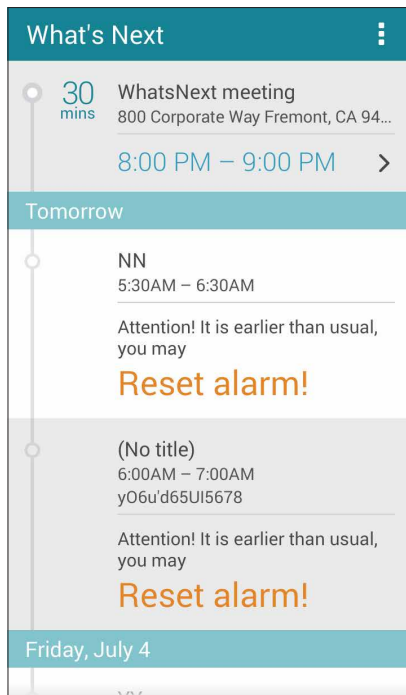 What's Next
30
mins
WhatsNext meeting
800 Corporate Way Fremont, CA 94...
8:00 PM – 9:00 PM
Tomorrow
NN
5:30AM – 6:30AM
Attention! It is earlier than usual,
you may
Reset alarm!
(No title)
6:00AM – 7:00AM
yO6u'd65UI5678
Attention! It is earlier than usual,
you may
Reset alarm!
Friday, July 4